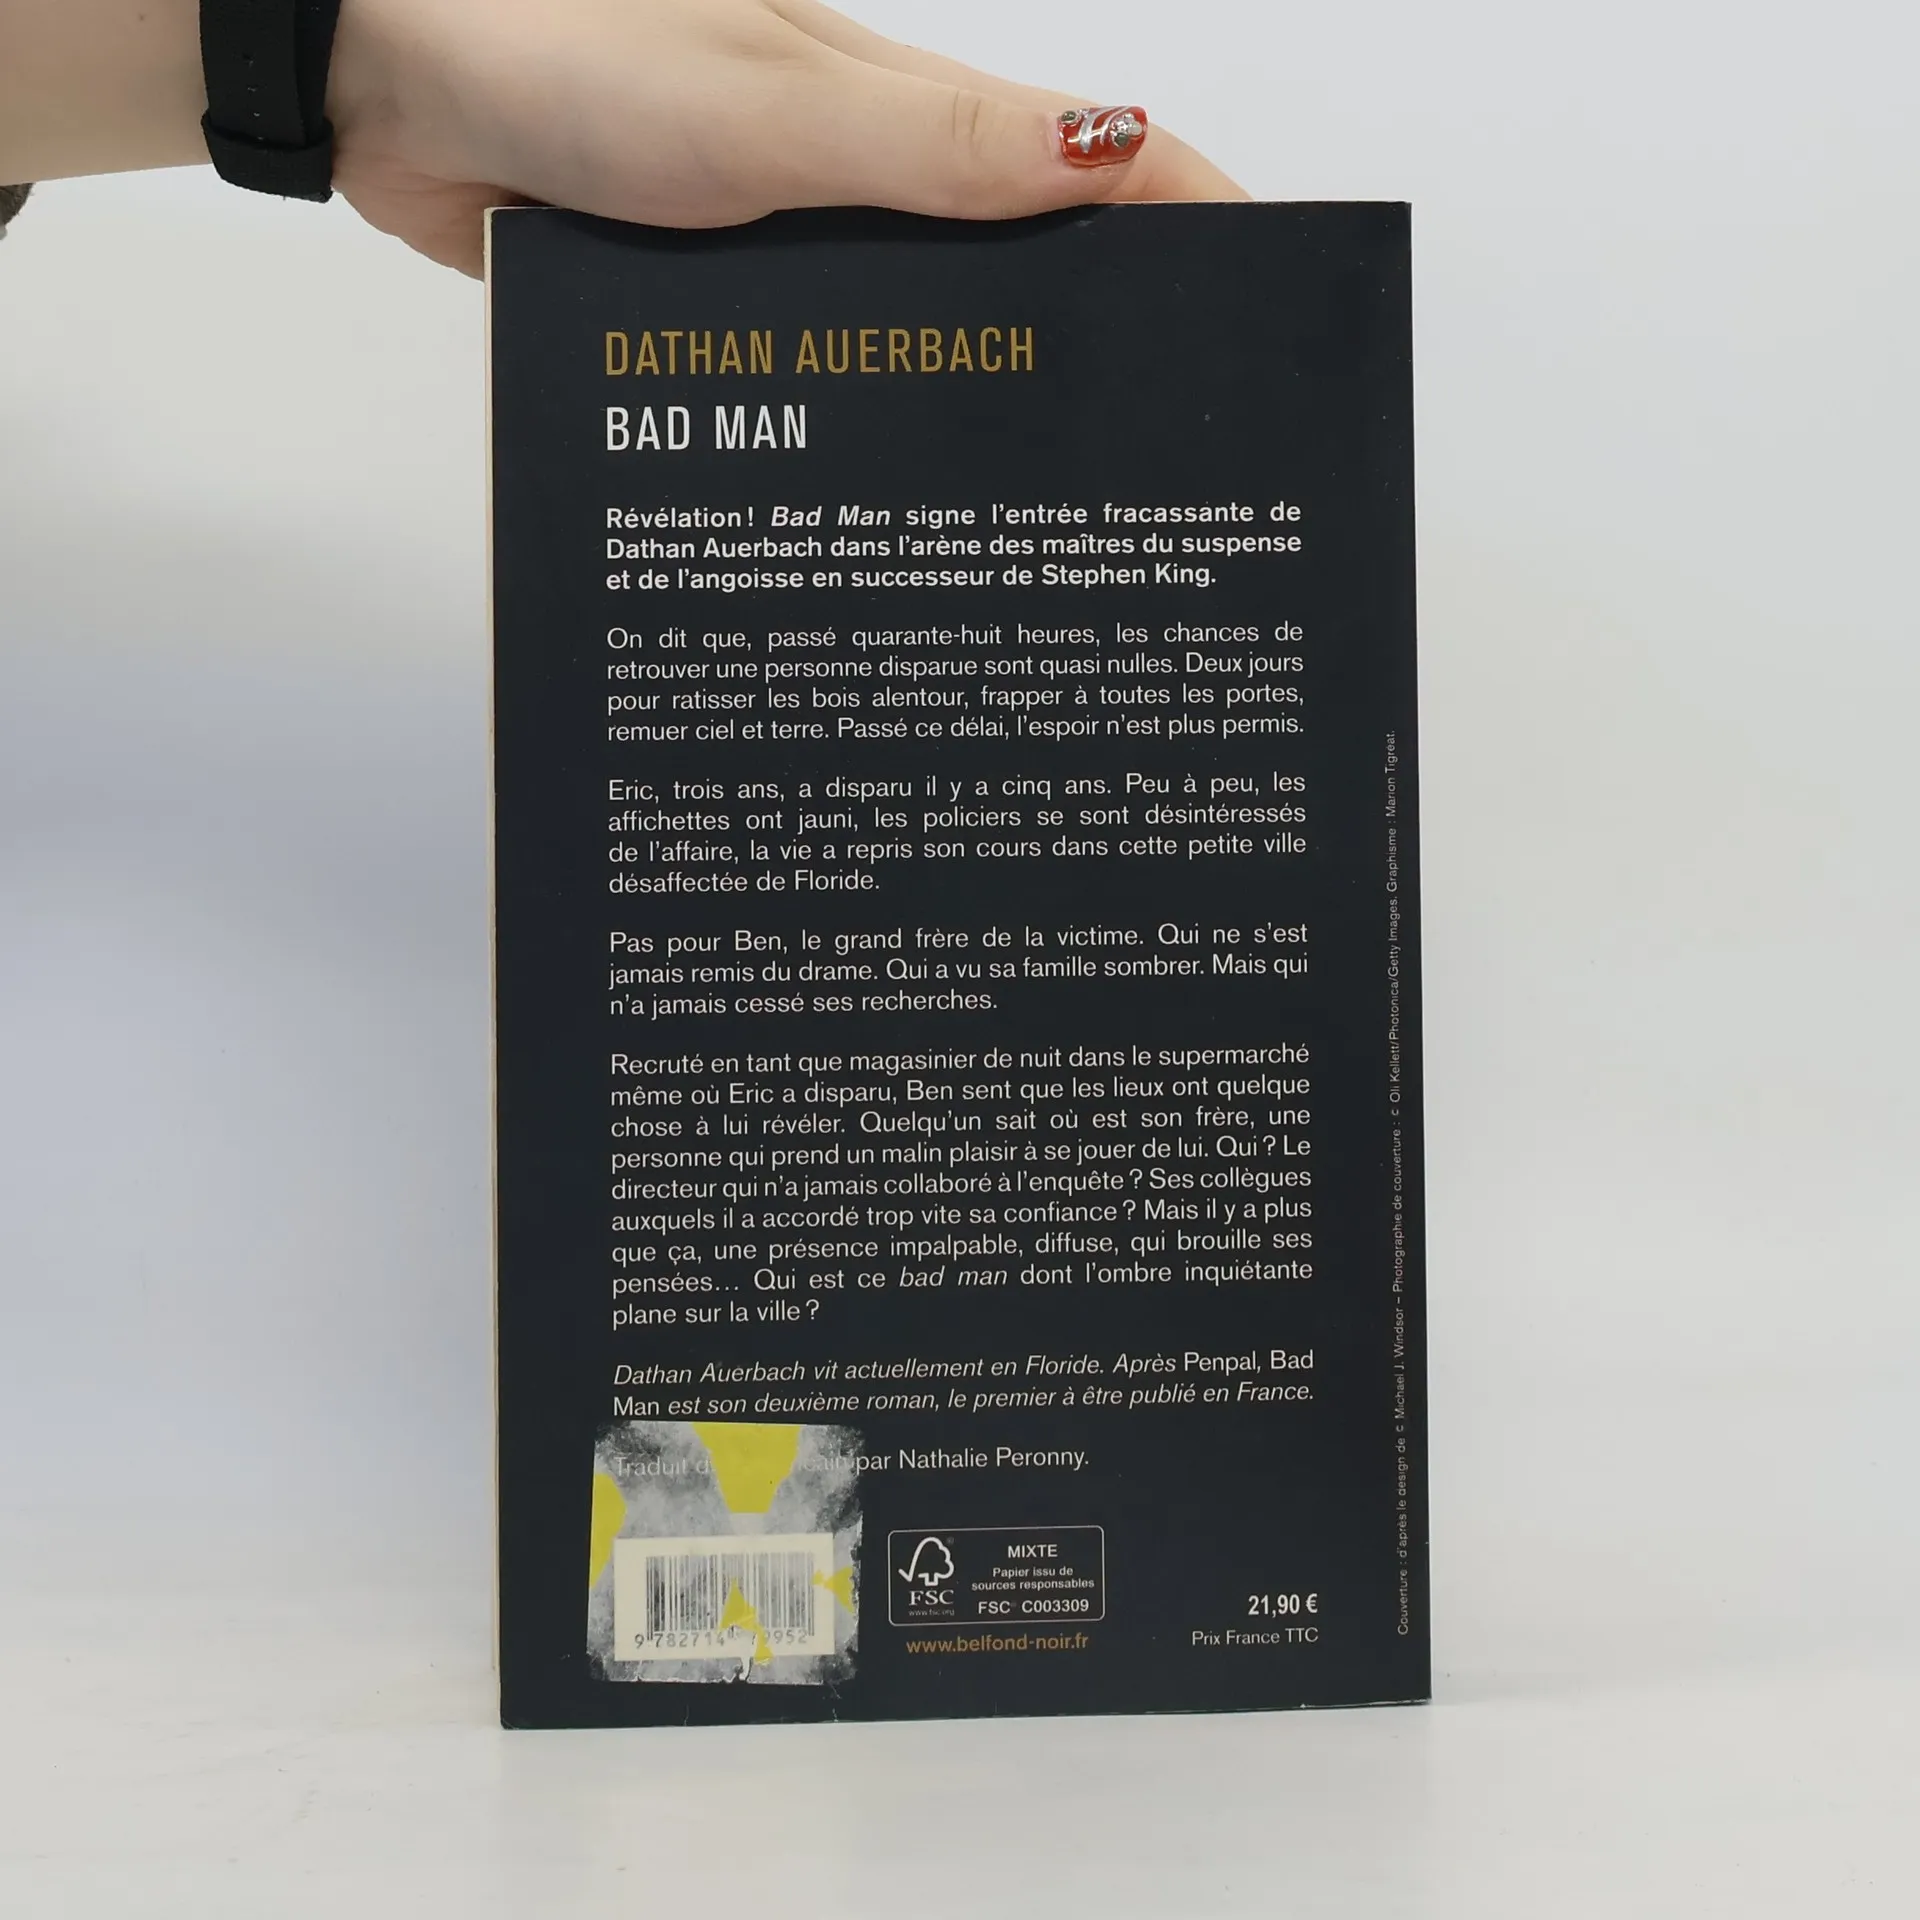 DATHAN AUERBACH
BAD MAN
Révélation ! Bad Man signe l'entrée fracassante de
Dathan Auerbach dans l'arène des maîtres du suspense
et de l'angoisse en successeur de Stephen King.
On dit que, passé quarante-huit heures, les chances de
retrouver une personne disparue sont quasi nulles. Deux jours
pour ratisser les bois alentour, frapper à toutes les portes,
remuer ciel et terre. Passé ce délai, l'espoir n'est plus permis.
Eric, trois ans, a disparu il y a cinq ans. Peu à peu, les
affichettes ont jauni, les policiers se sont désintéressés
de l'affaire, la vie a repris son cours dans cette petite ville
désaffectée de Floride.
Pas pour Ben, le grand frère de la victime. Qui ne s'est
jamais remis du drame. Qui a vu sa famille sombrer. Mais qui
n'a jamais cessé ses recherches.
Recruté en tant que magasinier de nuit dans le supermarché
même où Eric a disparu, Ben sent que les lieux ont quelque
chose à lui révéler. Quelqu'un sait où est son frère, une
personne qui prend un malin plaisir à se jouer de lui. Qui ? Le
directeur qui n'a jamais collaboré à l'enquête ? Ses collègues
auxquels il a accordé trop vite sa confiance ? Mais il y a plus
que ça, une présence impalpable, diffuse, qui brouille ses
pensées… Qui est ce bad man dont l'ombre inquiétante
plane sur la ville ?
Dathan Auerbach vit actuellement en Floride. Après Penpal, Bad
Man est son deuxième roman, le premier à être publié en France.
Traduit par Nathalie Peronny.
9 782714 9952
FSC
www.fsc.org
MIXTE
Papier issu de
sources responsables
FSC® C003309
www.belfond-noir.fr
21,90 €
Prix France TTC
Couverture : d'après le design de © Michael J. Windsor – Photographie de couverture : © Olli Kellett/Photonica/Getty Images. Graphisme : Marion Tigréat.